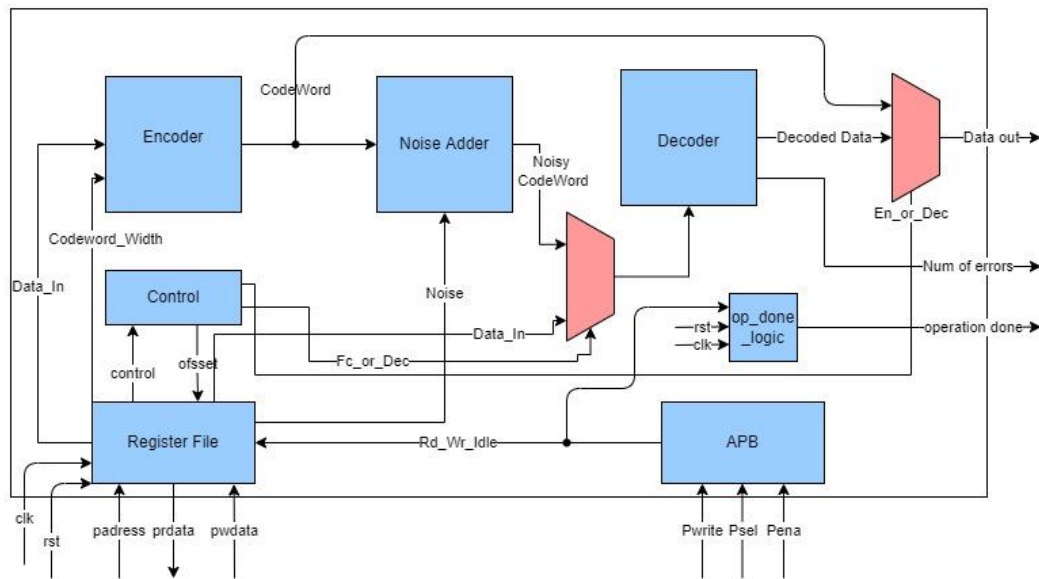 CodeWord
Encoder
Noise Adder
Decoder
Decoded Data
Data out
Noisy
CodeWord
En_or_Dec
Codeword_Width
Data_In
Control
Noise
Num of errors
Data_In
op_done
_logic
rst
clk
operation done
control
ofsset
Fc_or_Dec
Register File
Rd_Wr_Idle
APB
clk
rst
padress
prdata
pwdata
Pwrite
Psel
Pena